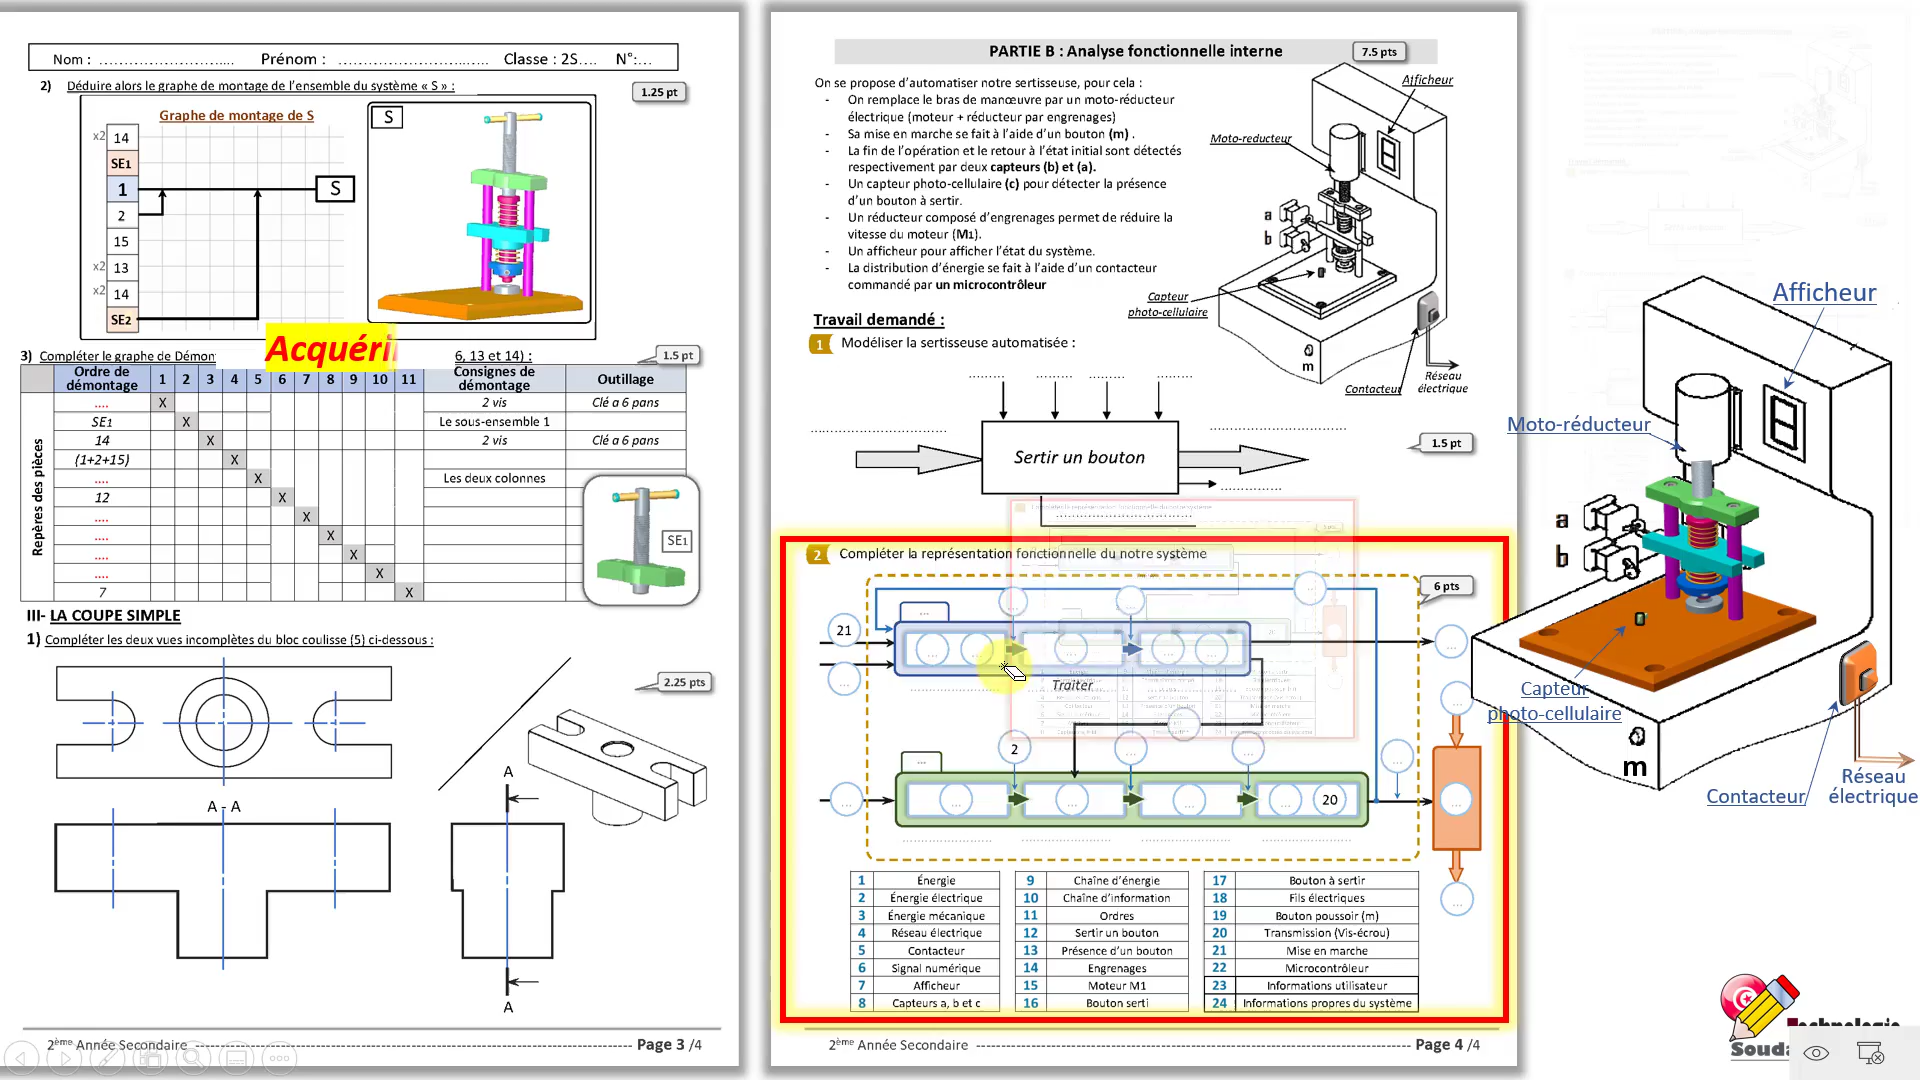 Nom : ………………………....
Prénom : ………………………..…..
Classe : 2S….
N°:…
2) Déduire alors le graphe de montage de l'ensemble du système « S » :
1.25 pt
Graphe de montage de S
x2 14
SE1
1
S
2
15
x2 13
x2 14
SE2
S
Acquéri
3) Compléter le graphe de Démon
6, 13 et 14) :
1.5 pt
Ordre de démontage 1 2 3 4 5 6 7 8 9 10 11 Consignes de démontage Outillage
Repères des pièces
.... X 2 vis Clé a 6 pans
SE1 X Le sous-ensemble 1
14 X 2 vis Clé a 6 pans
(1+2+15) X
.... X Les deux colonnes
12 X
.... X
.... X
.... X
.... X
7 X
SE1
III- LA COUPE SIMPLE
1) Compléter les deux vues incomplètes du bloc coulisse (5) ci-dessous :
2.25 pts
A - A
A
A
2ème Année Secondaire
Page 3 /4
PARTIE B : Analyse fonctionnelle interne
7.5 pts
On se propose d'automatiser notre sertisseuse, pour cela :
- On remplace le bras de manœuvre par un moto-réducteur
électrique (moteur + réducteur par engrenages)
- Sa mise en marche se fait à l'aide d'un bouton (m) .
- La fin de l'opération et le retour à l'état initial sont détectés
respectivement par deux capteurs (b) et (a).
- Un capteur photo-cellulaire (c) pour détecter la présence
d'un bouton à sertir.
- Un réducteur composé d'engrenages permet de réduire la
vitesse du moteur (M1).
- Un afficheur pour afficher l'état du système.
- La distribution d'énergie se fait à l'aide d'un contacteur
commandé par un microcontrôleur
Afficheur
Moto-reducteur
a
b
Capteur
photo-cellulaire
m
Contacteur
Réseau
électrique
Travail demandé :
1 Modéliser la sertisseuse automatisée :
Sertir un bouton
1.5 pt
2 Compléter la représentation fonctionnelle du notre système
6 pts
...
21
Traiter
2
...
20
1 Énergie
2 Énergie électrique
3 Énergie mécanique
4 Réseau électrique
5 Contacteur
6 Signal numérique
7 Afficheur
8 Capteurs a, b et c
9 Chaîne d'énergie
10 Chaîne d'information
11 Ordres
12 Sertir un bouton
13 Présence d'un bouton
14 Engrenages
15 Moteur M1
16 Bouton serti
17 Bouton à sertir
18 Fils électriques
19 Bouton poussoir (m)
20 Transmission (Vis-écrou)
21 Mise en marche
22 Microcontrôleur
23 Informations utilisateur
24 Informations propres du système
2ème Année Secondaire
Page 4 /4
Afficheur
Moto-réducteur
a
b
Capteur
photo-cellulaire
m
Contacteur
Réseau
électrique